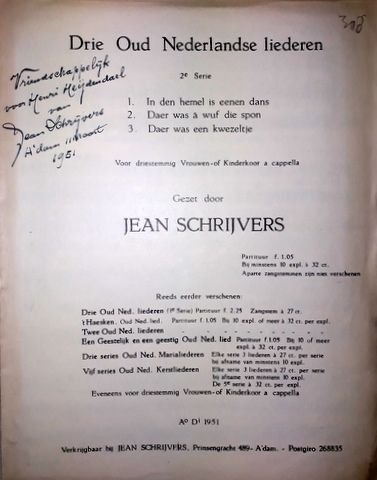 308
Drie Oud Nederlandse liederen
Vriendschappelijk
voor Henri Heydendael
van
Jean Schrijvers
A'dam 11 maart
1951
2e Serie
1. In den hemel is eenen dans
2. Daer was à wuf die spon
3. Daer was een kwezeltje
Voor driestemmig Vrouwen-of Kinderkoor a cappella
Gezet door
JEAN SCHRIJVERS
Partituur f. 1.05
Bij minstens 10 expl. à 32 ct.
Aparte zangstemmen zijn niet verschenen
Reeds eerder verschenen:
Drie Oud Ned. liederen (1e Serie) Partituur f. 2.25 Zangstem à 27 ct.
't Haesken, Oud Ned. lied. Partituur f. 1.05 Bij 10 expl. of meer à 32 ct. per expl.
Twee Oud Ned. liederen - - - - - - - - - - -
Een Geestelijk en een geestig Oud Ned. lied Partituur f.1.05 Bij 10 of meer
expl. à 32 ct. per expl.
Drie series Oud Ned. Marialiederen Elke serie 3 liederen à 27 ct. per serie
bij afname van minstens 10 expl.
Vijf series Oud Ned. Kerstliederen Elke serie 3 liederen à 27 ct. per serie
bij afname van minstens 10 expl.
De 5e serie à 32 ct. per expl.
Eveneens voor driestemmig Vrouwen-of Kinderkoor a cappella
Ao Di 1951
Verkrijgbaar bij JEAN SCHRIJVERS, Prinsengracht 489- A'dam. - Postgiro 268835